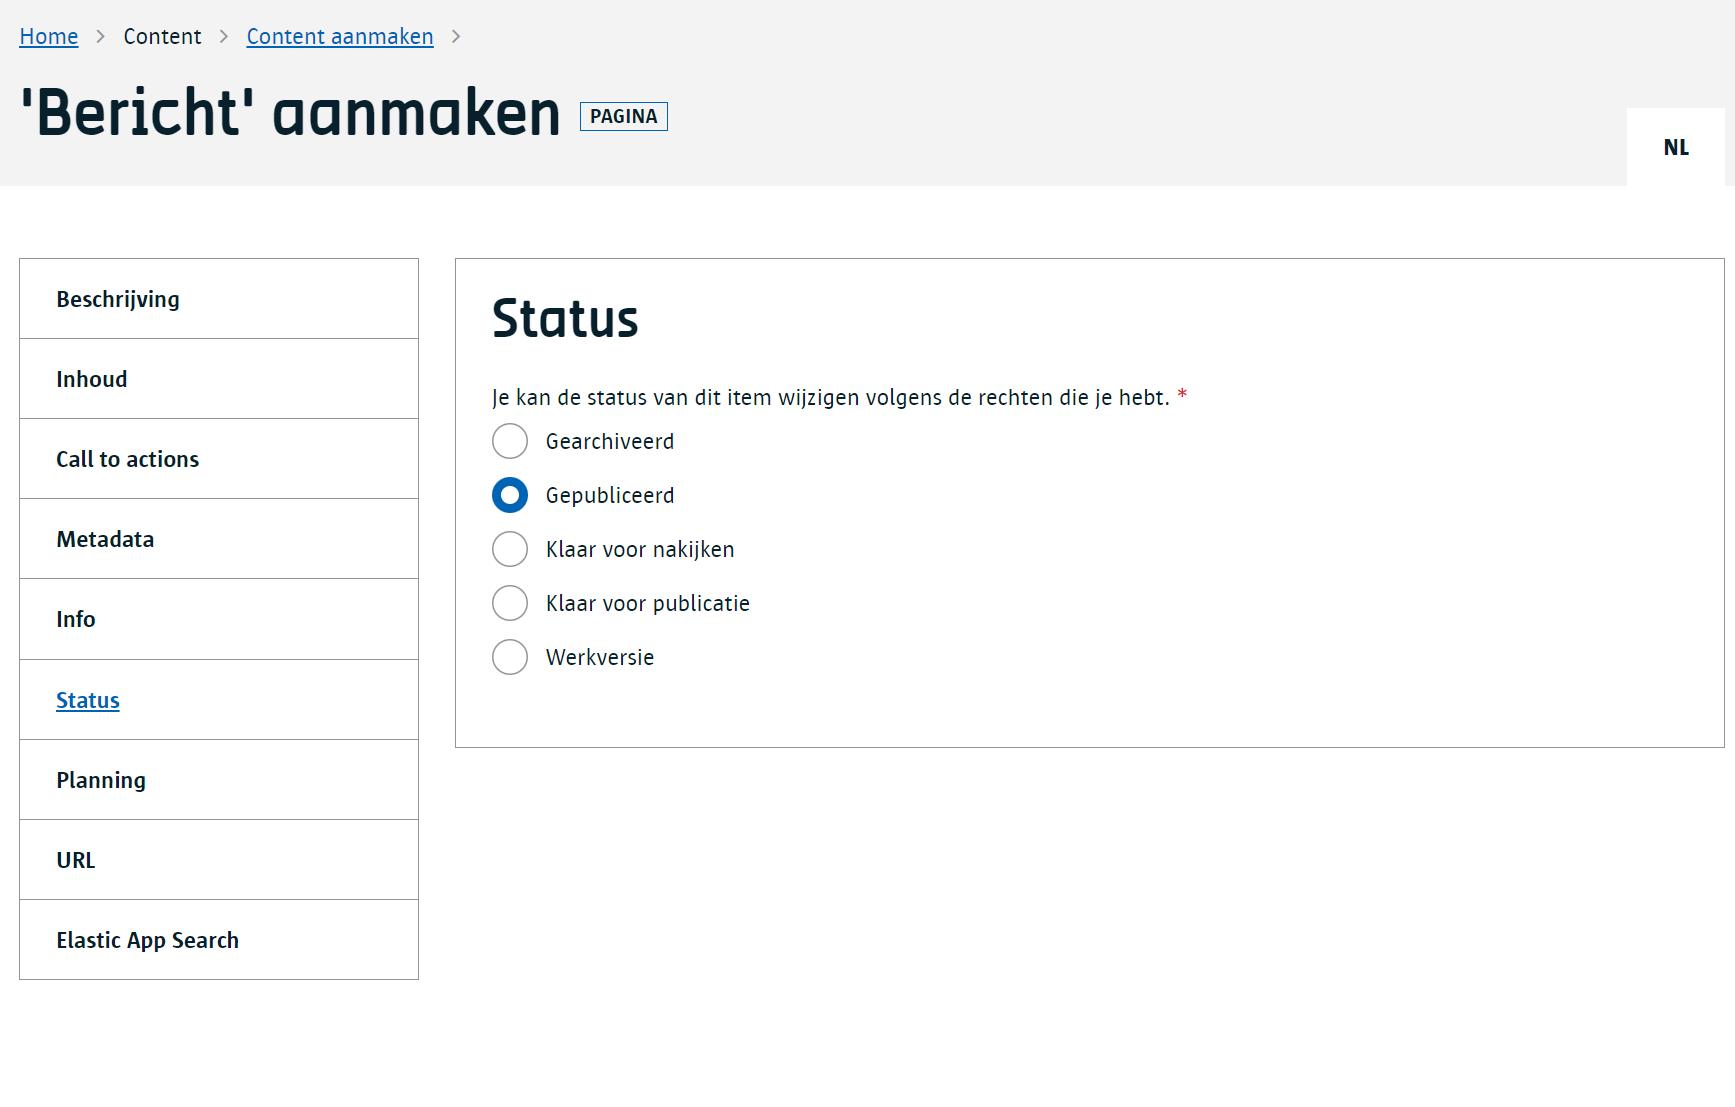 Home > Content > Content aanmaken >
'Bericht' aanmaken PAGINA
NL
Beschrijving
Inhoud
Call to actions
Metadata
Info
Status
Planning
URL
Elastic App Search
Status
Je kan de status van dit item wijzigen volgens de rechten die je hebt. *
Gearchiveerd
Gepubliceerd
Klaar voor nakijken
Klaar voor publicatie
Werkversie